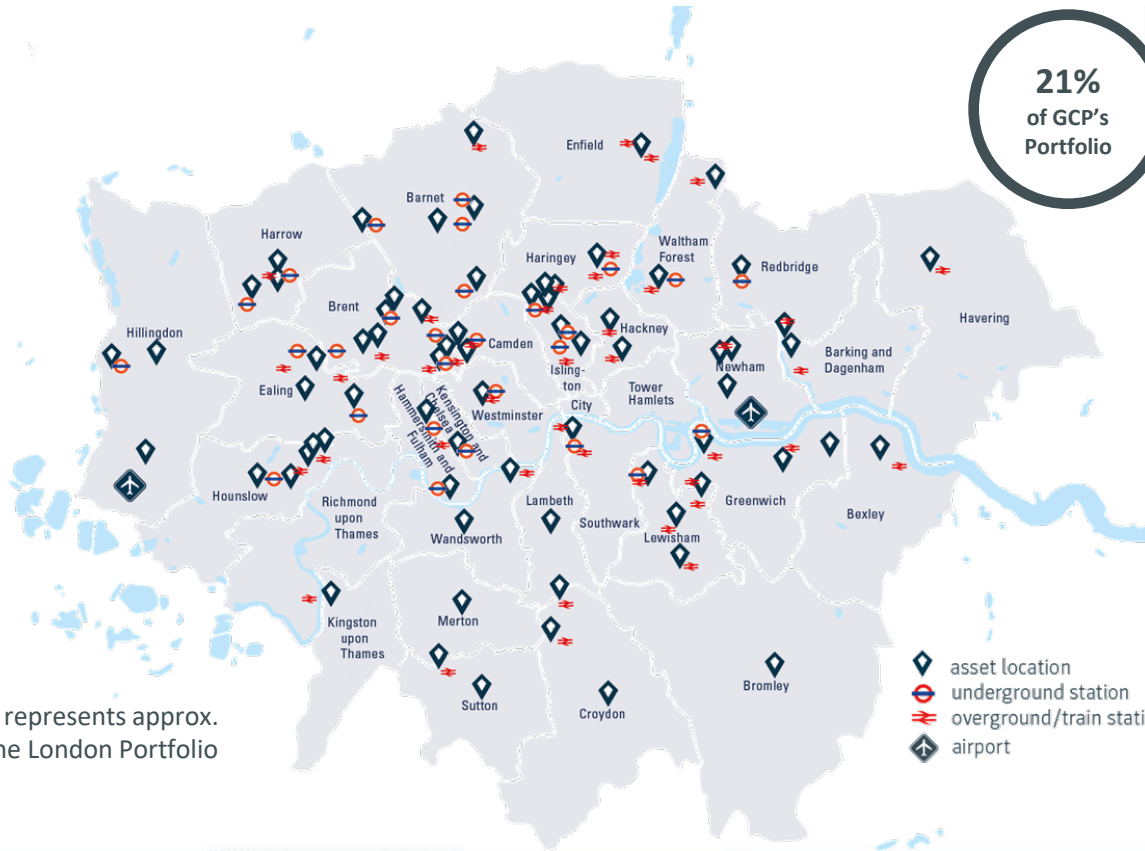 21%
of GCP's
Portfolio
Enfield
Barnet
Harrow
Haringey
Waltham
Forest
Redbridge
Havering
Brent
Hillingdon
Camden
Hackney
Barking and
Dagenham
Newham
Isling-
ton
Ealing
Tower
Hamlets
City
Westminster
Kensington and
Chelsea
Hammersmith and
Fulham
Hounslow
Richmond
upon
Thames
Lambeth
Southwark
Greenwich
Bexley
Wandsworth
Lewisham
Kingston
upon
Thames
Merton
Sutton
Croydon
Bromley
represents approx.
he London Portfolio
asset location
underground station
overground/train stati
airport